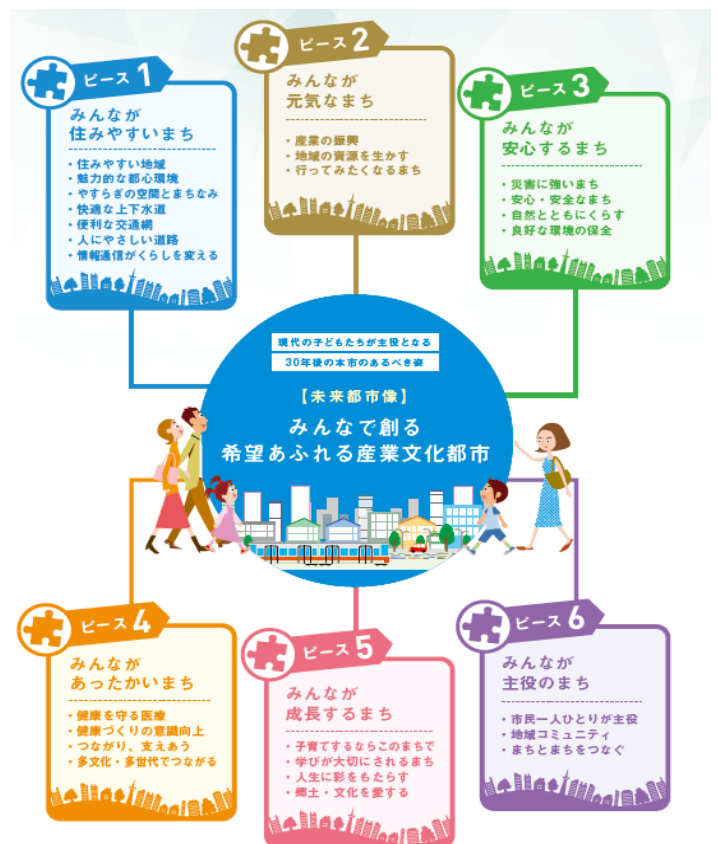 ピース1
みんなが
住みやすいまち
・住みやすい地域
・魅力的な都心環境
・やすらぎの空間とまちなみ
・快適な上下水道
・便利な交通網
・人にやさしい道路
・情報通信がくらしを変える
ピース2
みんなが
元気なまち
・産業の振興
・地域の資源を生かす
・行ってみたくなるまち
ピース3
みんなが
安心するまち
・災害に強いまち
・安心・安全なまち
・自然とともにくらす
・良好な環境の保全
現代の子どもたちが主役となる
30年後の本市のあるべき姿
【未来都市像】
みんなで創る
希望あふれる産業文化都市
ピース4
みんなが
あったかいまち
・健康を守る医療
・健康づくりの意識向上
・つながり、支えあう
・多文化・多世代でつながる
ピース5
みんなが
成長するまち
・子育てするならこのまちで
・学びが大切にされるまち
・人生に彩をもたらす
・郷土・文化を愛する
ピース6
みんなが
主役のまち
・市民一人ひとりが主役
・地域コミュニティ
・まちとまちをつなぐ